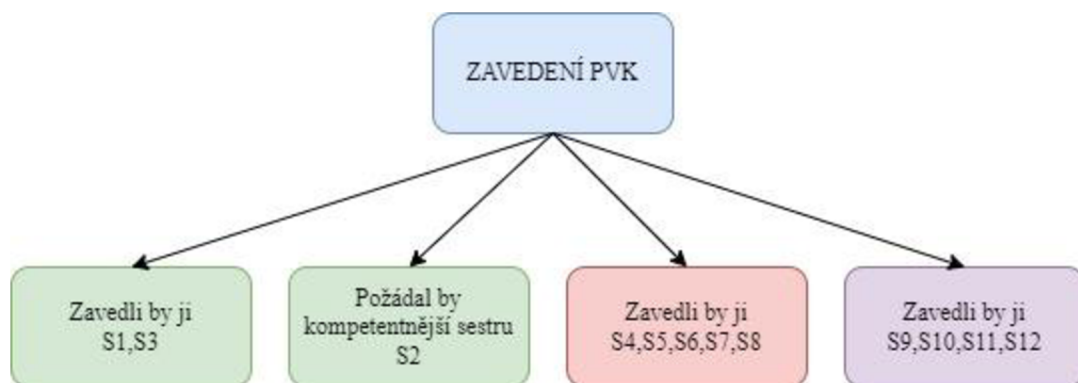 ZAVEDENÍ PVK
Zavedli by ji
S1,S3
Požádal by
kompetentnější sestru
S2
Zavedli by ji
S4,S5,S6,S7,S8
Zavedli by ji
S9,S10,S11,S12